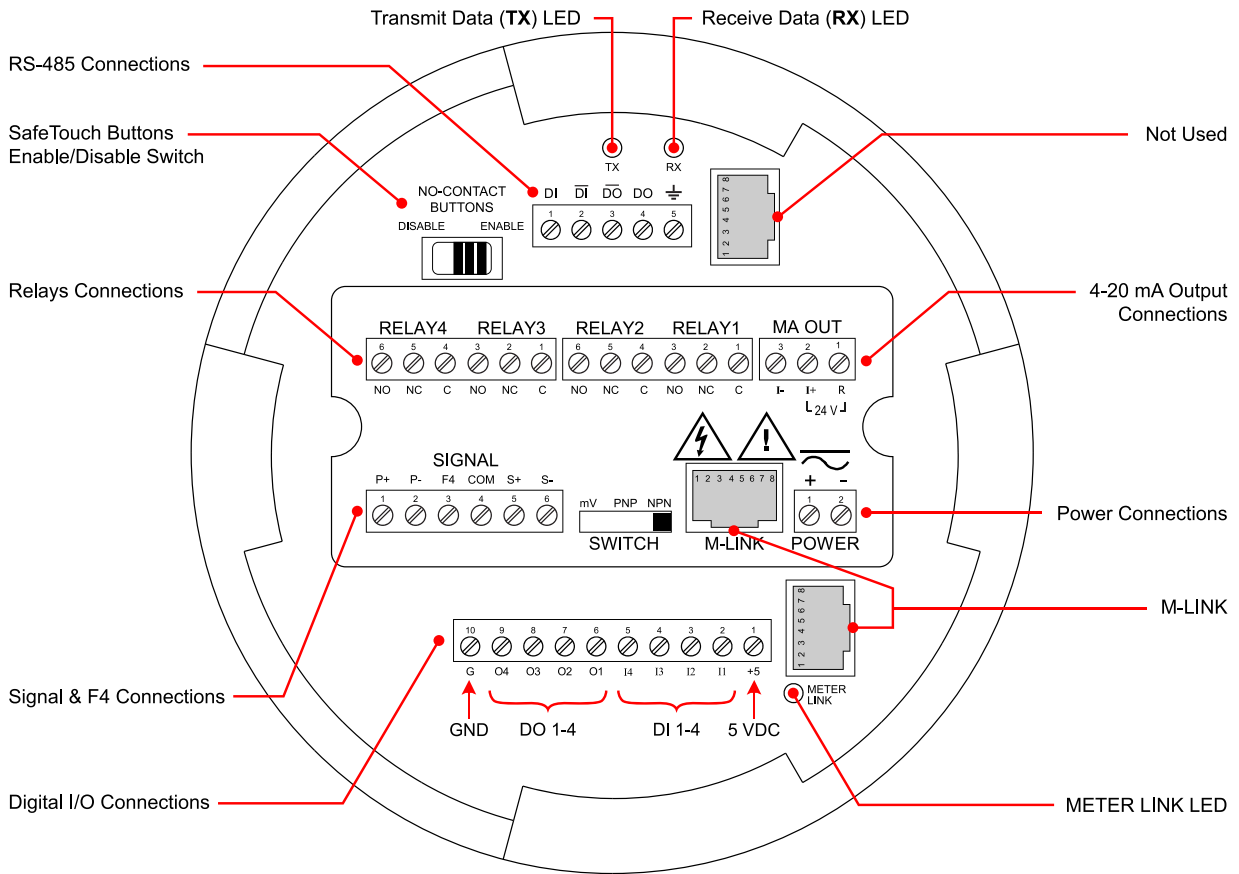 Transmit Data (TX) LED
Receive Data (RX) LED
RS-485 Connections
SafeTouch Buttons
Enable/Disable Switch
Not Used
TX
RX
NO-CONTACT
BUTTONS
DISABLE ENABLE
DI D̅I̅ D̅O̅ DO ⏚
1 2 3 4 5
1 2 3 4 5 6 7 8
Relays Connections
4-20 mA Output
Connections
RELAY4 RELAY3 RELAY2 RELAY1 MA OUT
6 5 4 3 2 1 6 5 4 3 2 1 3 2 1
NO NC C NO NC C NO NC C NO NC C I- I+ R
24 V
!
SIGNAL
P+ P- F4 COM S+ S-
1 2 3 4 5 6
mV PNP NPN
SWITCH
1 2 3 4 5 6 7 8
M-LINK
+ -
1 2
POWER
Power Connections
M-LINK
1 2 3 4 5 6 7 8
10 9 8 7 6 5 4 3 2 1
G O4 O3 O2 O1 I4 I3 I2 I1 +5
METER
LINK
Signal & F4 Connections
GND DO 1-4 DI 1-4 5 VDC
Digital I/O Connections
METER LINK LED